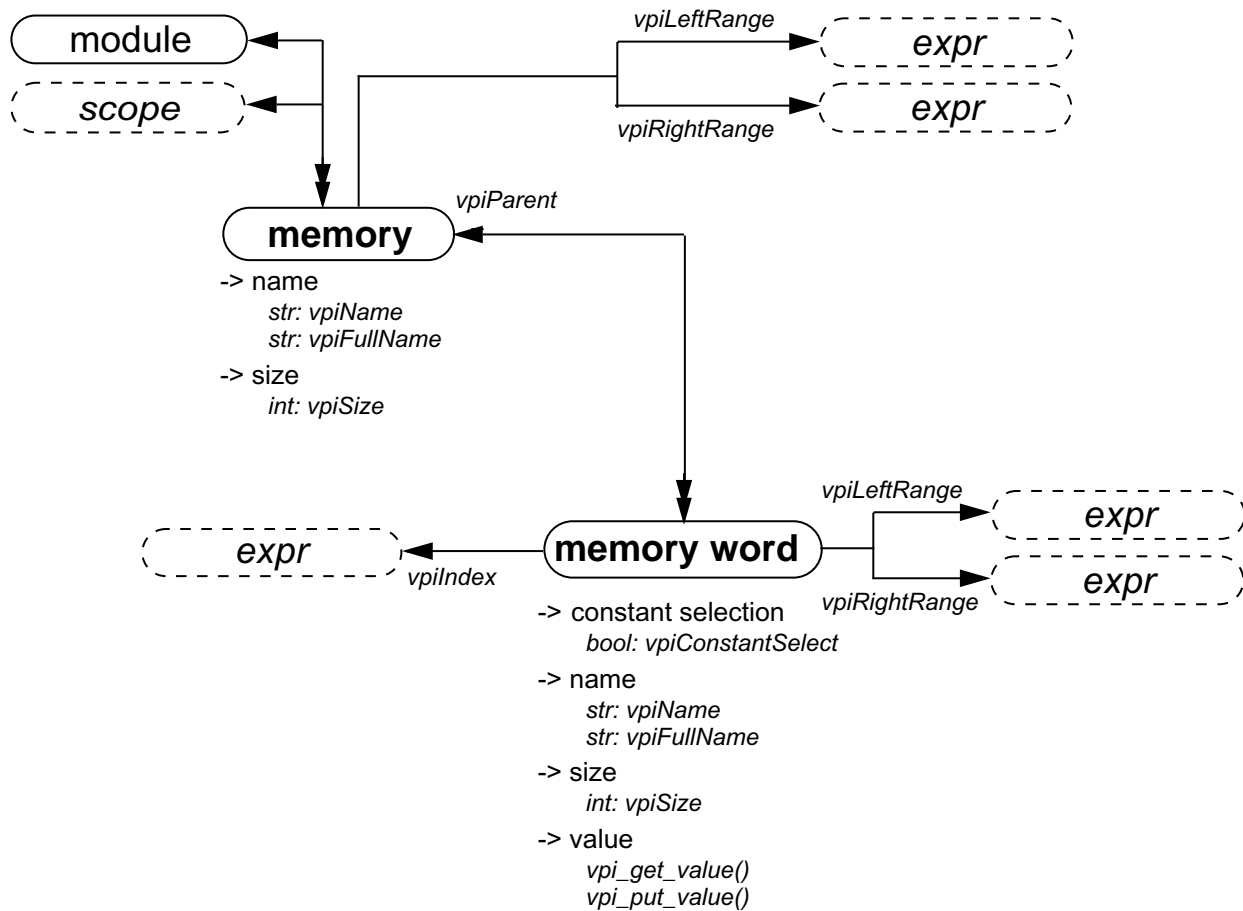 module
vpiLeftRange
expr
scope
expr
vpiRightRange
vpiParent
memory
-> name
str: vpiName
str: vpiFullName
-> size
int: vpiSize
vpiLeftRange
expr
expr
memory word
vpiIndex
expr
vpiRightRange
-> constant selection
bool: vpiConstantSelect
-> name
str: vpiName
str: vpiFullName
-> size
int: vpiSize
-> value
vpi_get_value()
vpi_put_value()